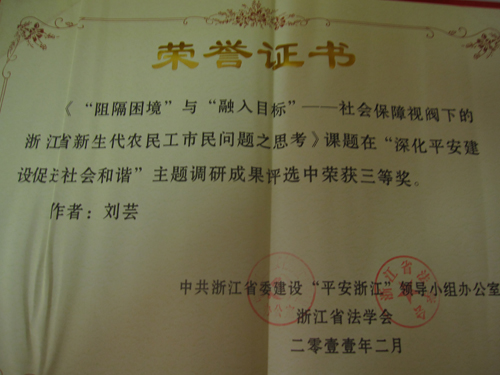 荣誉证书
《“阻隔困境”与“融入目标”——社会保障视阈下的
浙江省新生代农民工市民问题之思考》课题在“深化平安建
设促进社会和谐”主题调研成果评选中荣获三等奖。
作者：刘芸
中共浙江省委建设“平安浙江”领导小组办公室
浙江省法学会
二零壹壹年二月